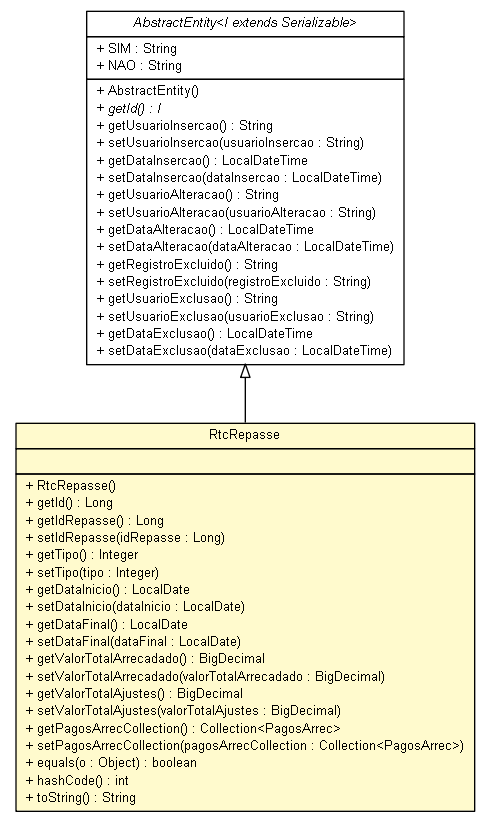 AbstractEntity<I extends Serializable>
+ SIM : String
+ NAO : String
+ AbstractEntity()
+ getId() : I
+ getUsuarioInsercao() : String
+ setUsuarioInsercao(usuarioInsercao : String)
+ getDataInsercao() : LocalDateTime
+ setDataInsercao(dataInsercao : LocalDateTime)
+ getUsuarioAlteracao() : String
+ setUsuarioAlteracao(usuarioAlteracao : String)
+ getDataAlteracao() : LocalDateTime
+ setDataAlteracao(dataAlteracao : LocalDateTime)
+ getRegistroExcluido() : String
+ setRegistroExcluido(registroExcluido : String)
+ getUsuarioExclusao() : String
+ setUsuarioExclusao(usuarioExclusao : String)
+ getDataExclusao() : LocalDateTime
+ setDataExclusao(dataExclusao : LocalDateTime)
RtcRepasse
+ RtcRepasse()
+ getId() : Long
+ getIdRepasse() : Long
+ setIdRepasse(idRepasse : Long)
+ getTipo() : Integer
+ setTipo(tipo : Integer)
+ getDataInicio() : LocalDate
+ setDataInicio(dataInicio : LocalDate)
+ getDataFinal() : LocalDate
+ setDataFinal(dataFinal : LocalDate)
+ getValorTotalArrecadado() : BigDecimal
+ setValorTotalArrecadado(valorTotalArrecadado : BigDecimal)
+ getValorTotalAjustes() : BigDecimal
+ setValorTotalAjustes(valorTotalAjustes : BigDecimal)
+ getPagosArrecCollection() : Collection<PagosArrec>
+ setPagosArrecCollection(pagosArrecCollection : Collection<PagosArrec>)
+ equals(o : Object) : boolean
+ hashCode() : int
+ toString() : String